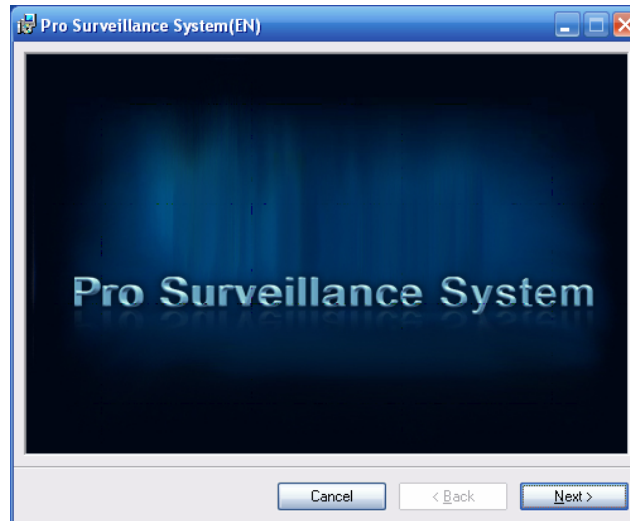 Pro Surveillance System(EN)
Pro Surveillance System
Cancel
< Back
Next >